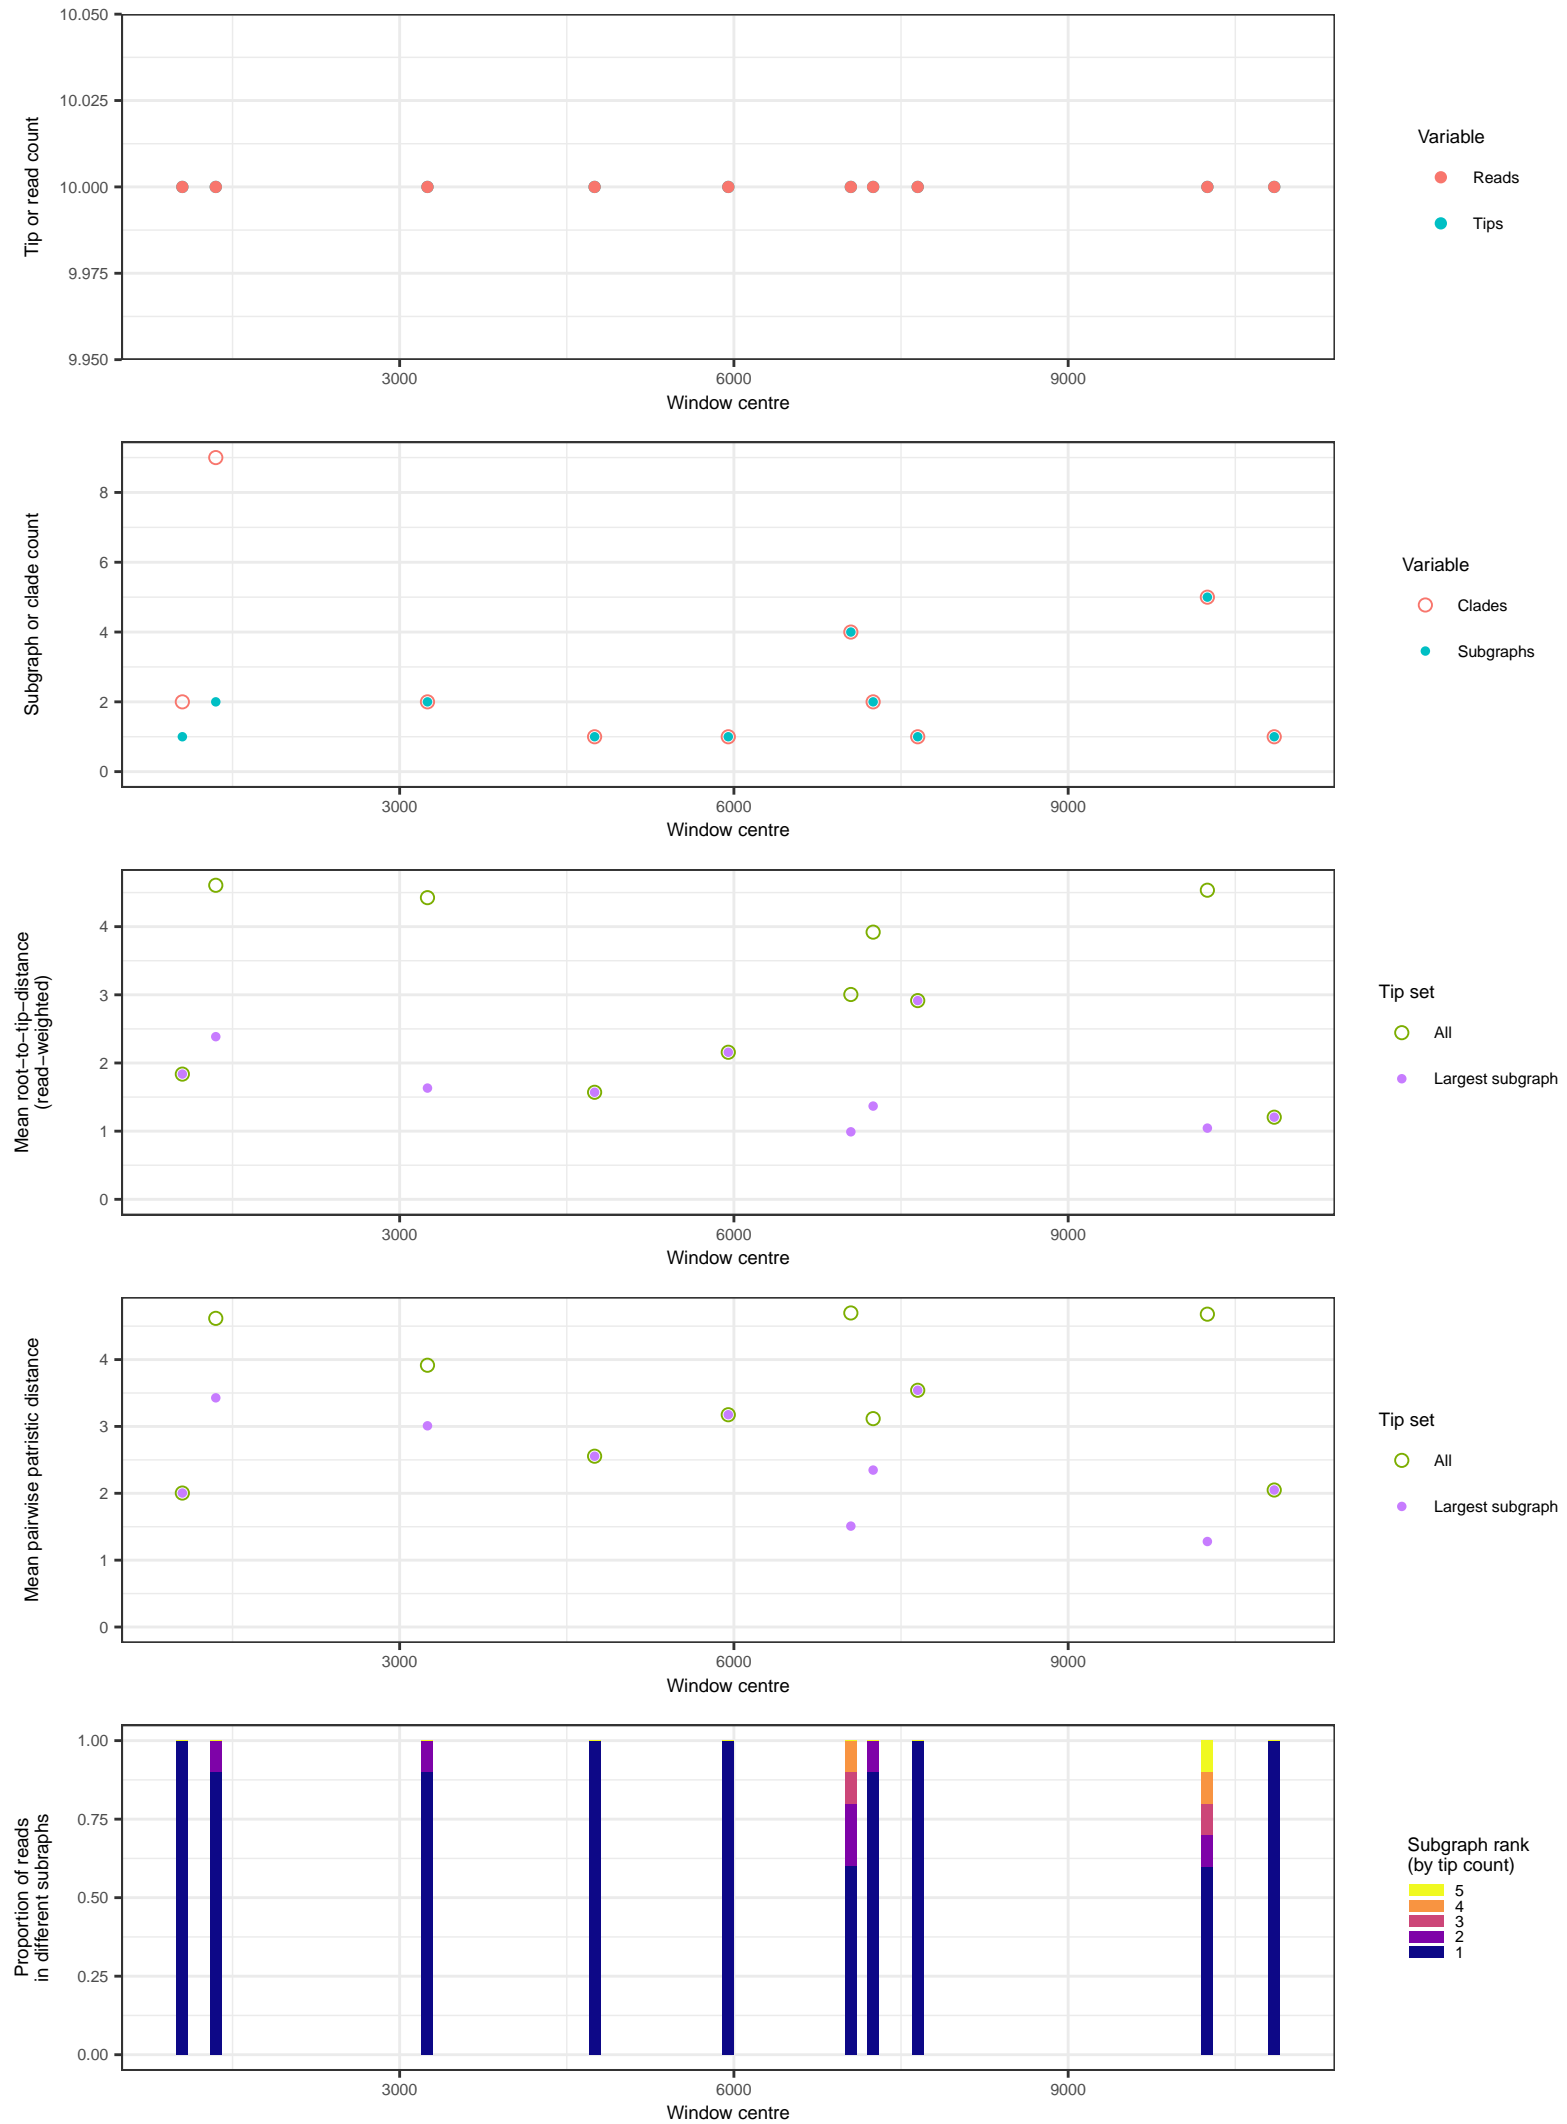 10.050
10.025
10.000
9.975
9.950
Tip or read count
3000 6000 9000
Window centre
Variable
Reads
Tips
8
6
4
2
0
Subgraph or clade count
3000 6000 9000
Window centre
Variable
Clades
Subgraphs
4
3
2
1
0
Mean root−to−tip−distance
(read−weighted)
3000 6000 9000
Window centre
Tip set
All
Largest subgraph
4
3
2
1
0
Mean pairwise patristic distance
3000 6000 9000
Window centre
Tip set
All
Largest subgraph
1.00
0.75
0.50
0.25
0.00
Proportion of reads
in different subraphs
3000 6000 9000
Window centre
Subgraph rank
(by tip count)
5
4
3
2
1